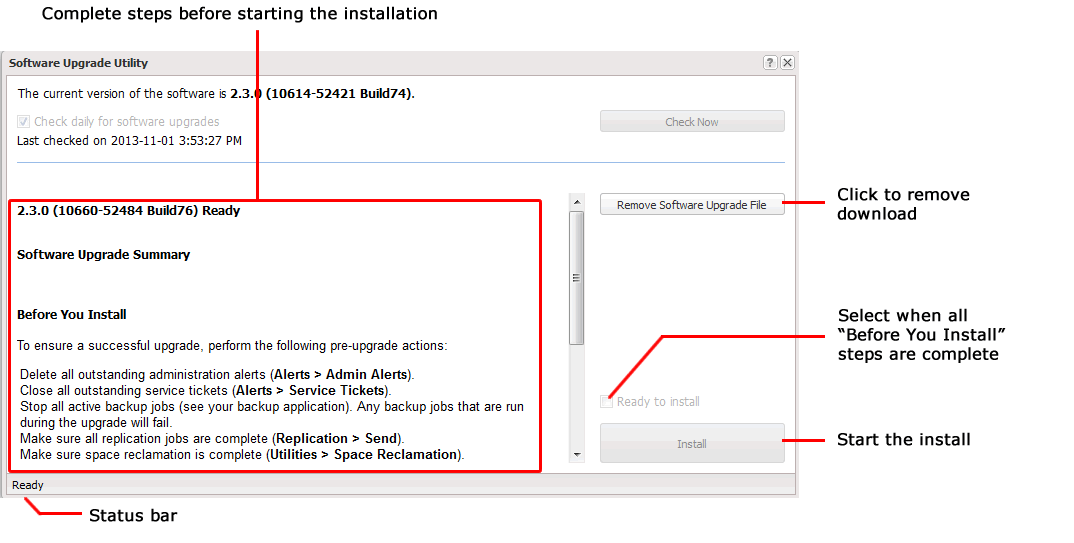 Complete steps before starting the installation
Software Upgrade Utility
?
The current version of the software is 2.3.0 (10614-52421 Build74).
Check daily for software upgrades
Check Now
Last checked on 2013-11-01 3:53:27 PM
2.3.0 (10660-52484 Build76) Ready
Remove Software Upgrade File
Click to remove
download
Software Upgrade Summary
Before You Install
To ensure a successful upgrade, perform the following pre-upgrade actions:
Delete all outstanding administration alerts (Alerts > Admin Alerts).
Close all outstanding service tickets (Alerts > Service Tickets).
Stop all active backup jobs (see your backup application). Any backup jobs that are run
during the upgrade will fail.
Make sure all replication jobs are complete (Replication > Send).
Make sure space reclamation is complete (Utilities > Space Reclamation).
Select when all
“Before You Install”
steps are complete
Ready to install
Install
Start the install
Ready
Status bar